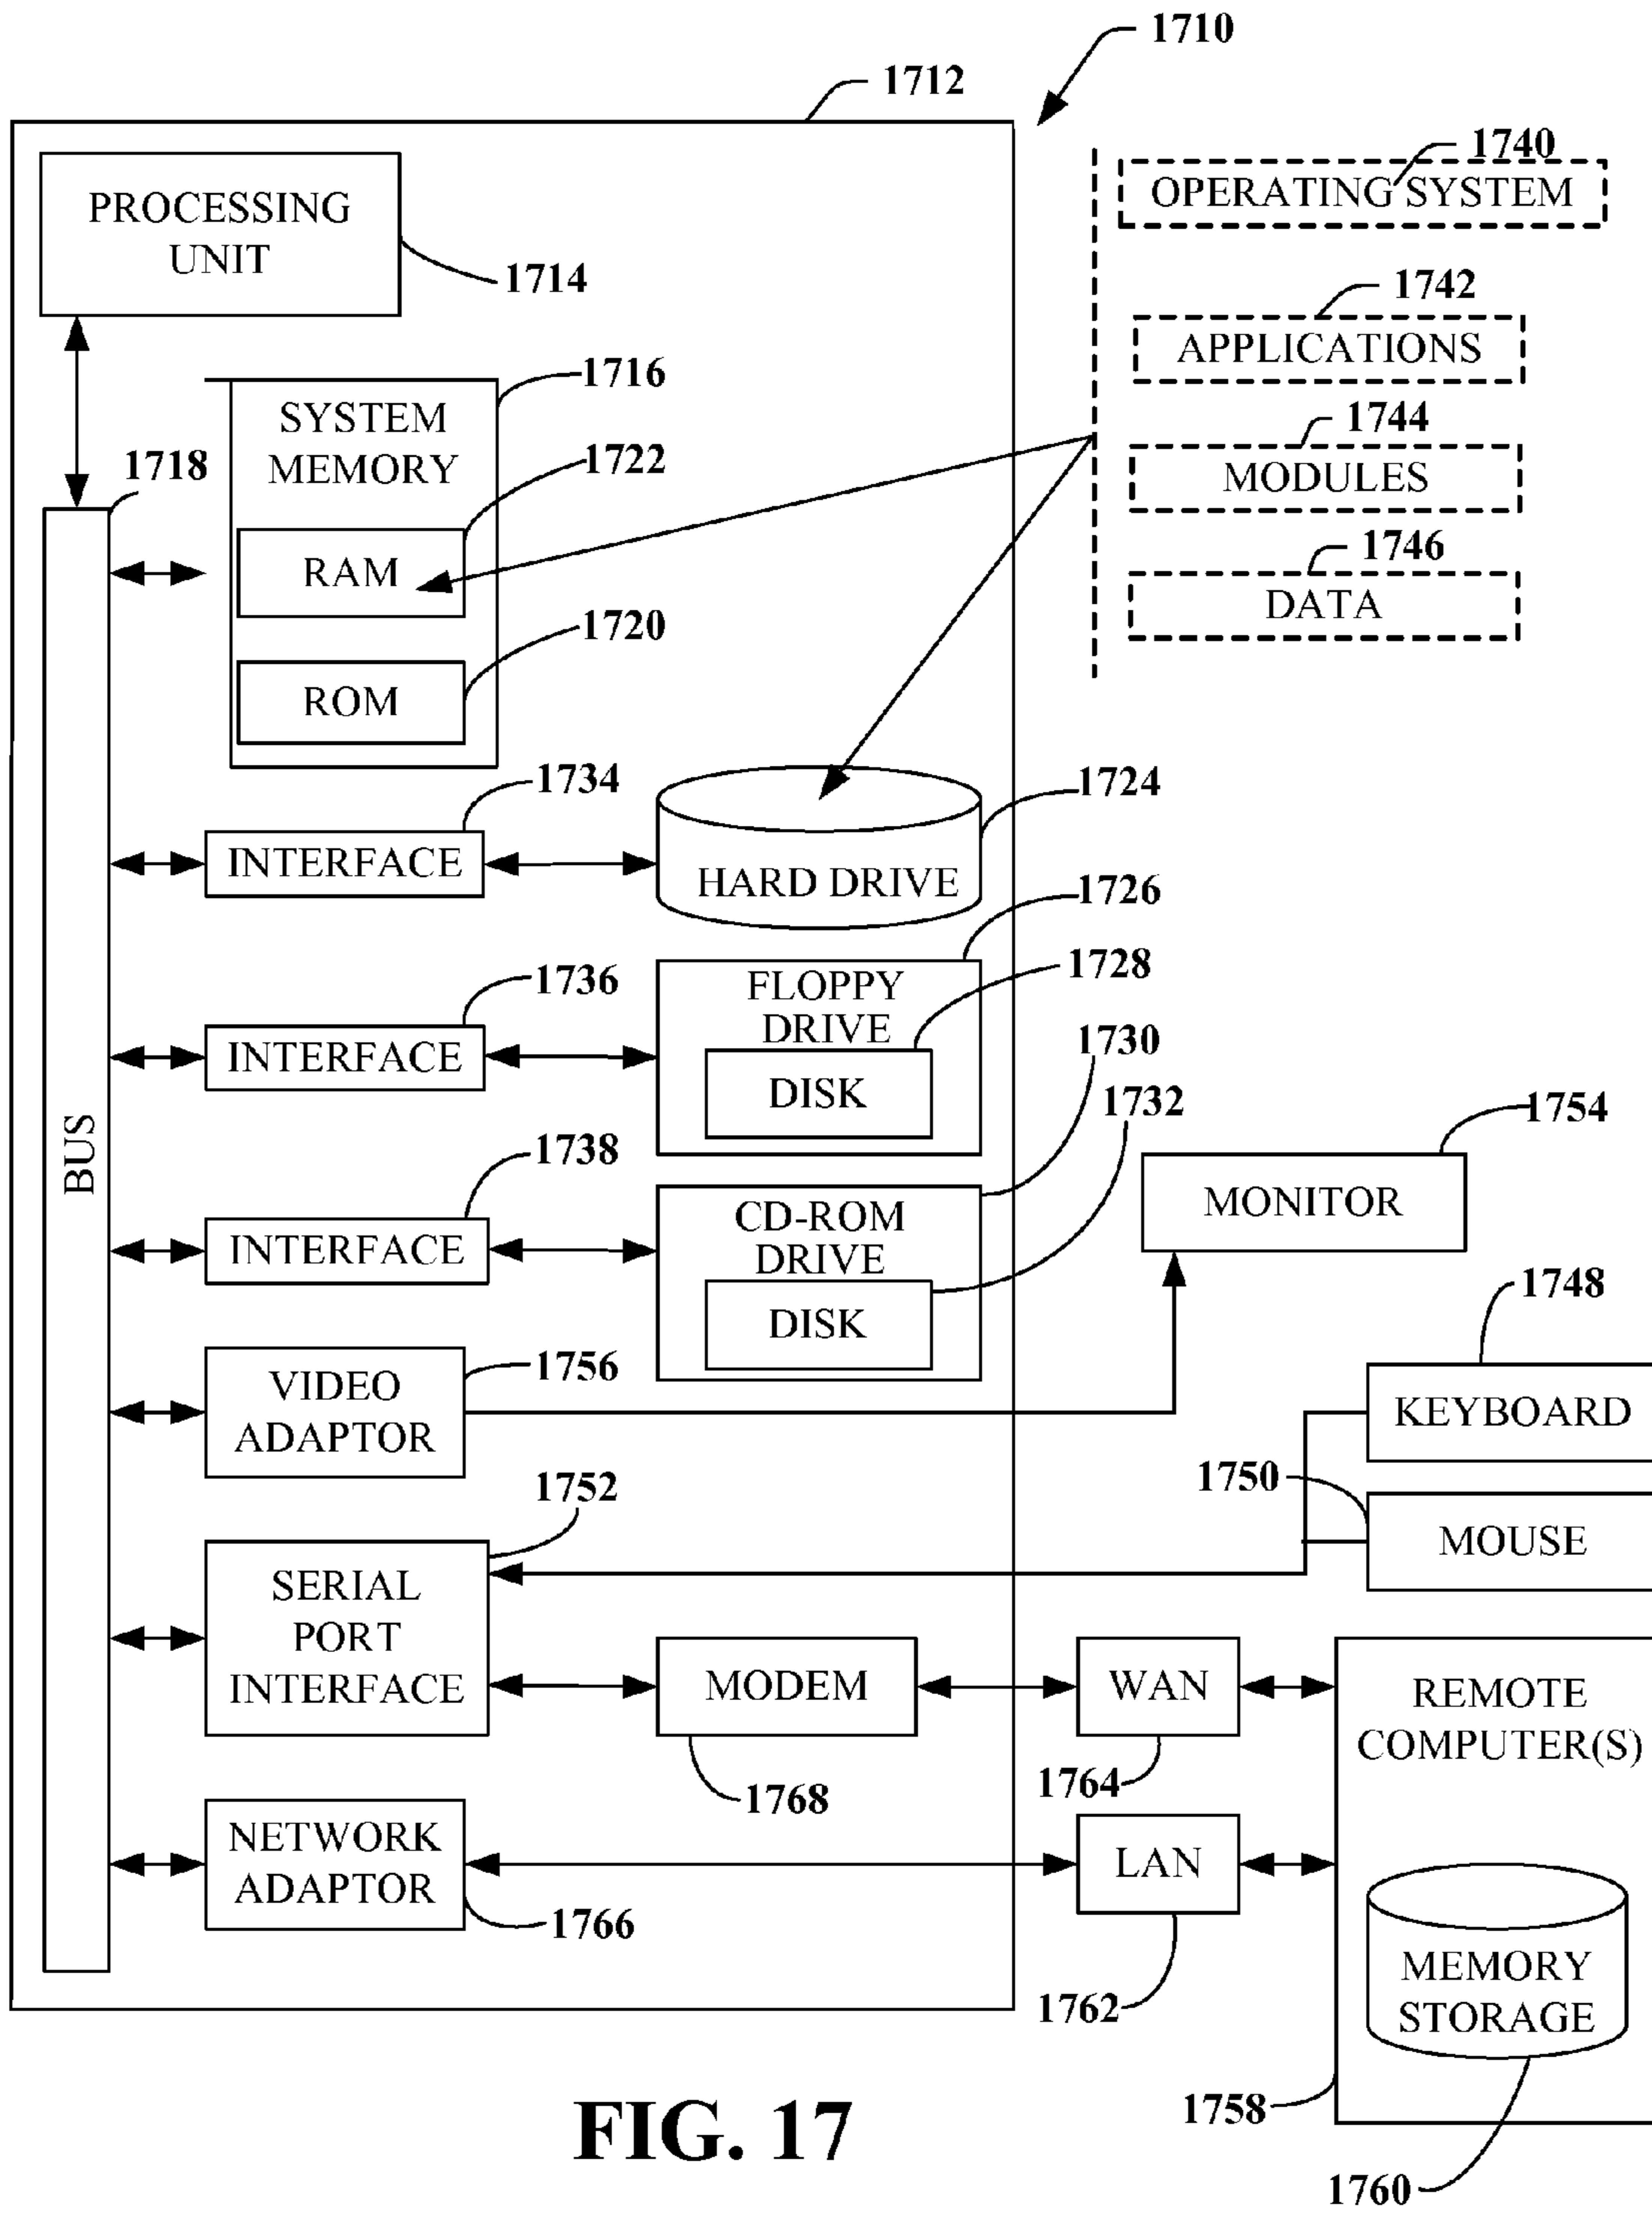 1710
1712
1740
OPERATING SYSTEM
PROCESSING
UNIT
1714
1742
APPLICATIONS
1716
SYSTEM
MEMORY
1744
MODULES
1718
1722
RAM
1746
DATA
1720
ROM
1734
INTERFACE
1724
HARD DRIVE
1726
1736
INTERFACE
FLOPPY
DRIVE
1728
DISK
1730
1732
BUS
1738
INTERFACE
CD-ROM
DRIVE
DISK
1754
MONITOR
1748
KEYBOARD
1756
VIDEO
ADAPTOR
1750
MOUSE
1752
SERIAL
PORT
INTERFACE
MODEM
1768
WAN
1764
REMOTE
COMPUTER(S)
NETWORK
ADAPTOR
1766
LAN
1762
MEMORY
STORAGE
1758
1760
FIG. 17